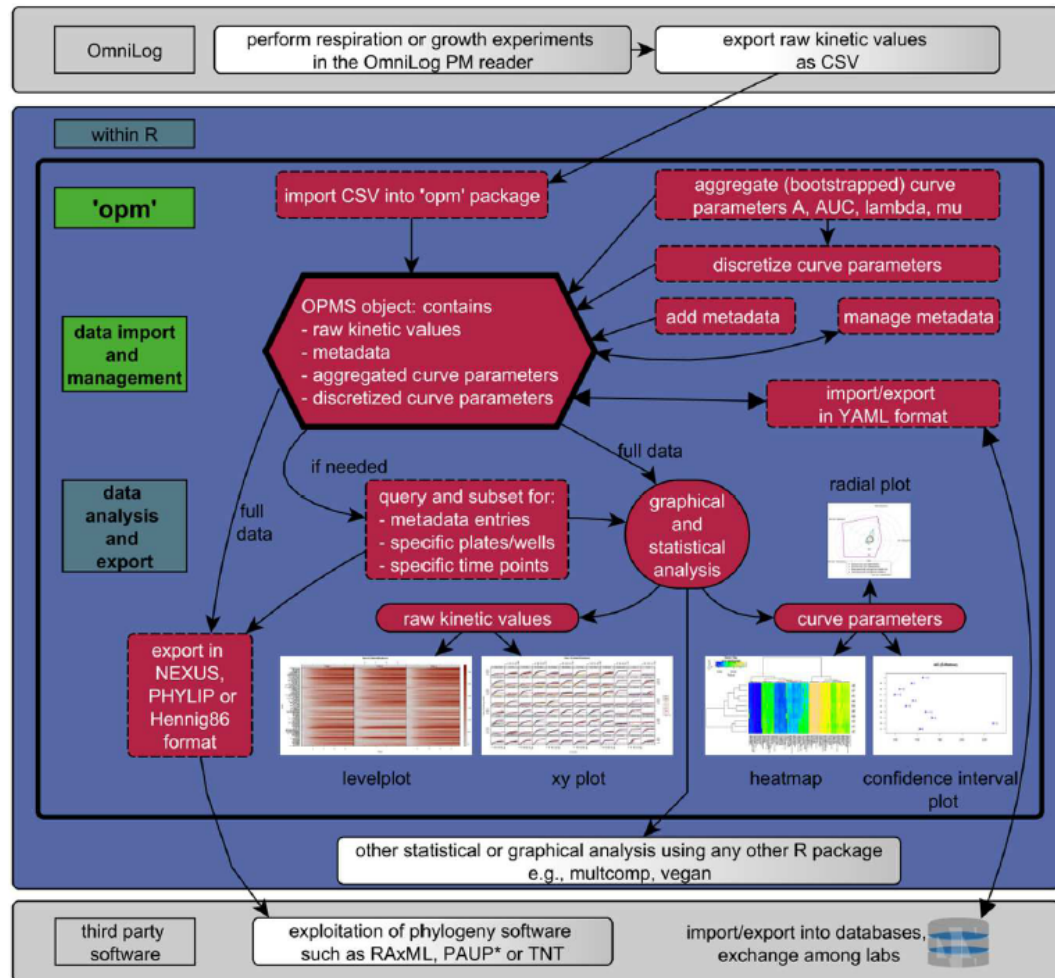 OmniLog
perform respiration or growth experiments
in the OmniLog PM reader
export raw kinetic values
as CSV
within R
'opm'
import CSV into 'opm' package
aggregate (bootstrapped) curve
parameters A, AUC, lambda, mu
discretize curve parameters
data import
and
management
OPMS object: contains
- raw kinetic values
- metadata
- aggregated curve parameters
- discretized curve parameters
add metadata
manage metadata
import/export
in YAML format
full data
if needed
data
analysis
and
export
full
data
query and subset for:
- metadata entries
- specific plates/wells
- specific time points
graphical
and
statistical
analysis
radial plot
raw kinetic values
curve parameters
export in
NEXUS,
PHYLIP or
Hennig86
format
levelplot
xy plot
heatmap
confidence interval
plot
other statistical or graphical analysis using any other R package
e.g., multcomp, vegan
third party
software
exploitation of phylogeny software
such as RAxML, PAUP* or TNT
import/export into databases,
exchange among labs